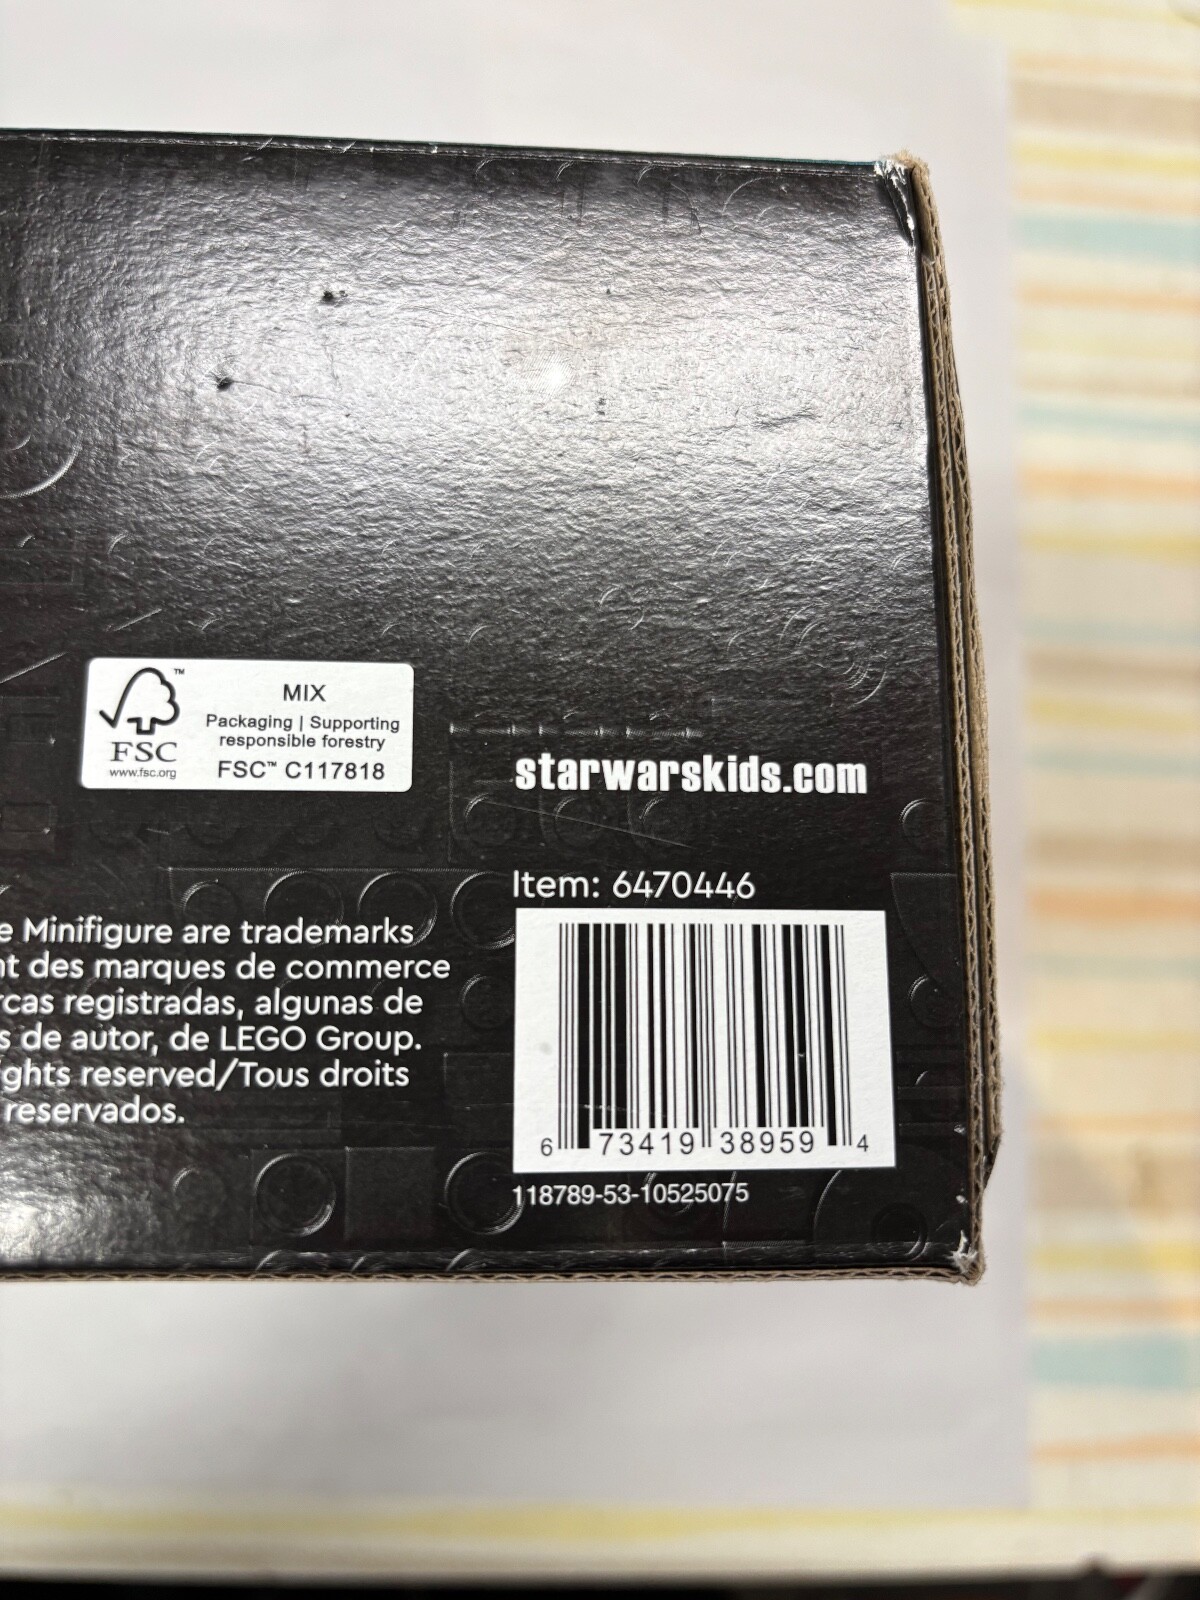 TM
MIX
Packaging | Supporting
responsible forestry
FSC
www.fsc.org
FSC™ C117818
starwarskids.com
Item: 6470446
e Minifigure are trademarks
nt des marques de commerce
rcas registradas, algunas de
s de autor, de LEGO Group.
ghts reserved/Tous droits
reservados.
6 73419 38959 4
118789-53-10525075